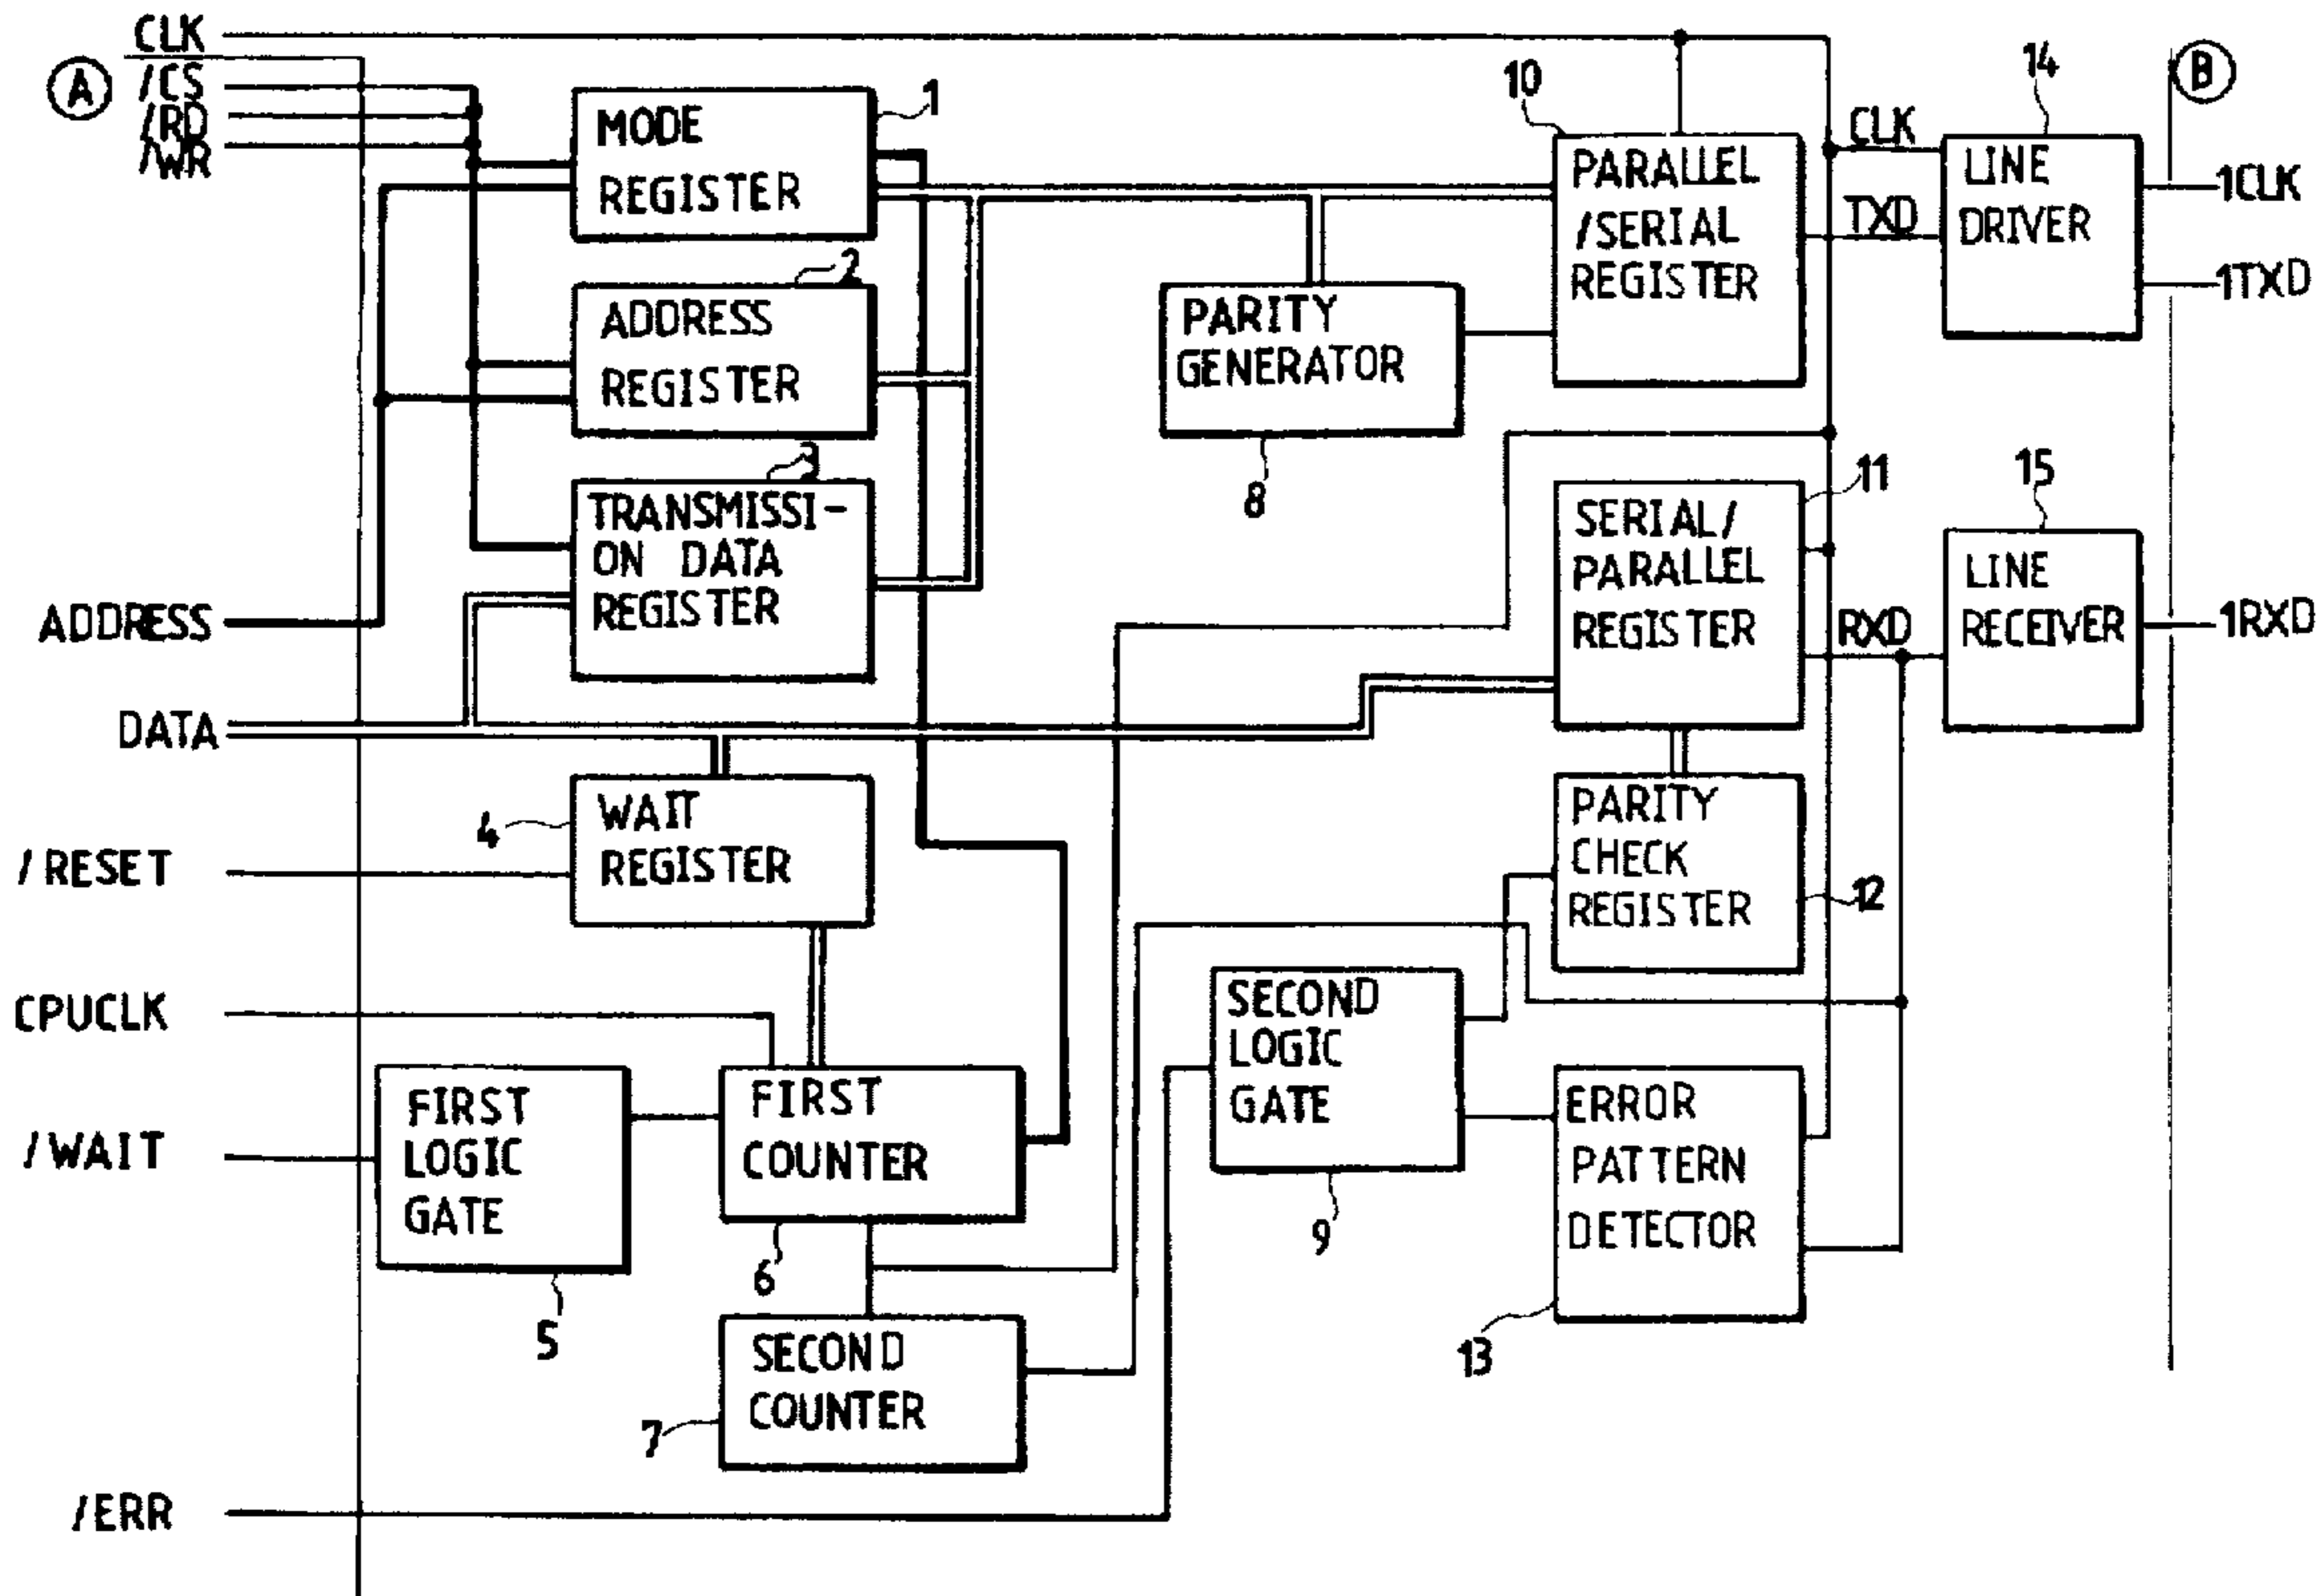 CLK
A
/CS
/RD
/WR
ADDRESS
DATA
/RESET
CPUCLK
/WAIT
/ERR
MODE
REGISTER
1
ADDRESS
REGISTER
2
TRANSMISSI-
ON DATA
REGISTER
3
WAIT
REGISTER
4
FIRST
LOGIC
GATE
5
FIRST
COUNTER
6
SECOND
COUNTER
7
PARITY
GENERATOR
8
SECOND
LOGIC
GATE
9
10
PARALLEL
/SERIAL
REGISTER
11
SERIAL/
PARALLEL
REGISTER
PARITY
CHECK
REGISTER
12
ERROR
PATTERN
DETECTOR
13
CLK
TXD
RXD
14
LINE
DRIVER
15
LINE
RECEIVER
B
1CLK
1TXD
1RXD